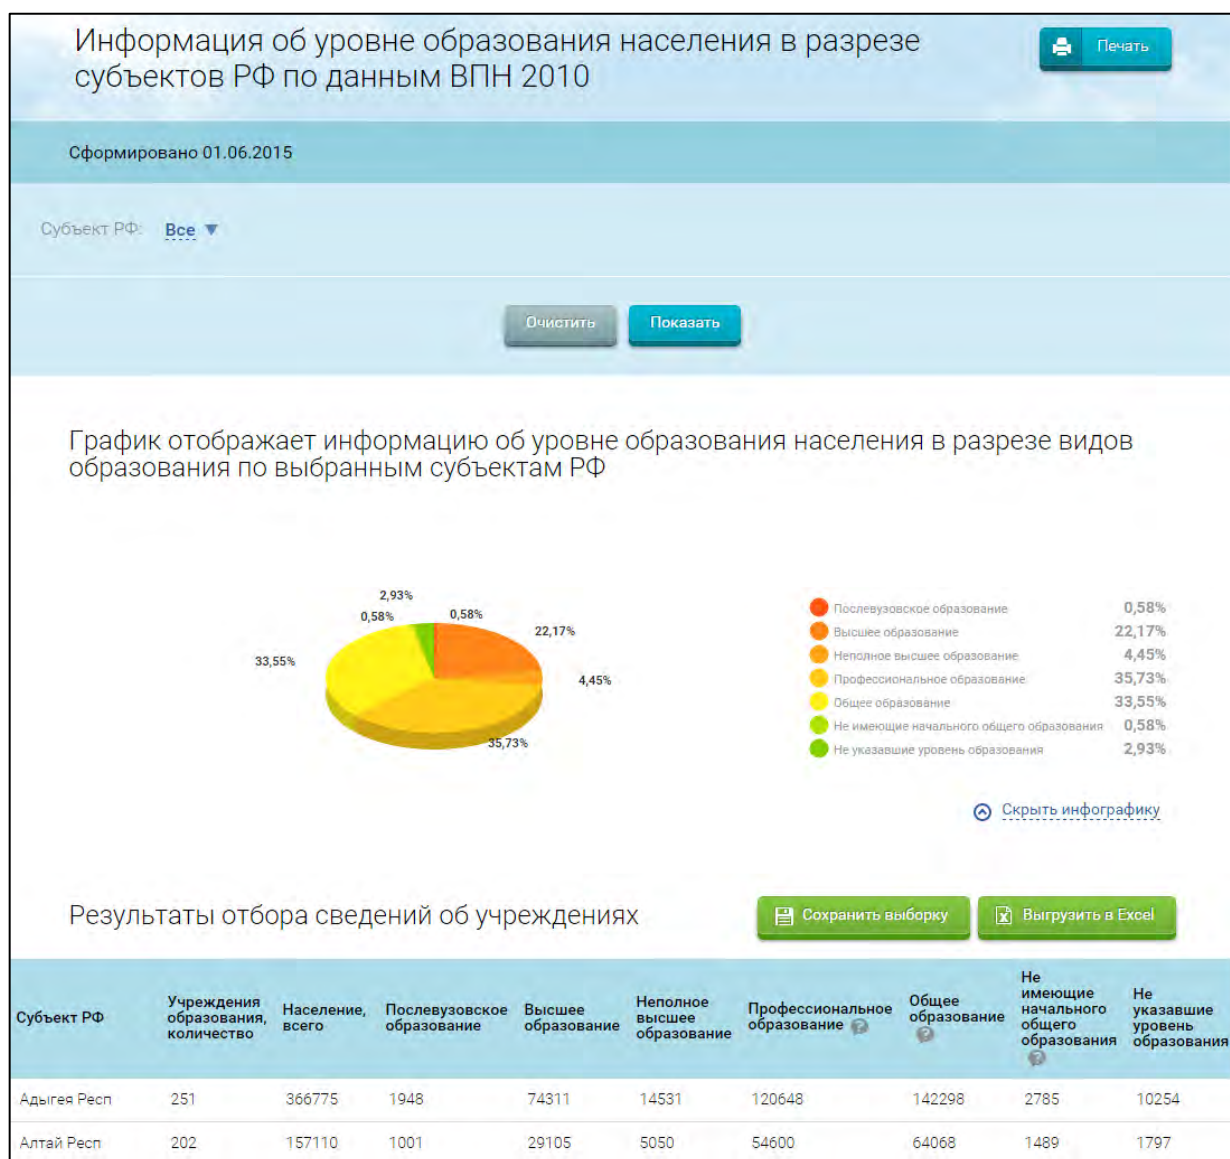 Информация об уровне образования населения в разрезе
субъектов РФ по данным ВПН 2010
Печать
Сформировано 01.06.2015
Субъект РФ: Все
Очистить Показать
График отображает информацию об уровне образования населения в разрезе видов
образования по выбранным субъектам РФ
2,93%
0,58% 0,58%
22,17%
33,55%
4,45%
35,73%
Послевузовское образование 0,58%
Высшее образование 22,17%
Неполное высшее образование 4,45%
Профессиональное образование 35,73%
Общее образование 33,55%
Не имеющие начального общего образования 0,58%
Не указавшие уровень образования 2,93%
Скрыть инфографику
Результаты отбора сведений об учреждениях
Сохранить выборку Выгрузить в Excel
Субъект РФ
Учреждения
образования,
количество
Население,
всего
Послевузовское
образование
Высшее
образование
Неполное
высшее
образование
Профессиональное
образование ?
Общее
образование
?
Не
имеющие
начального
общего
образования
?
Не
указавшие
уровень
образования
Адыгея Респ 251 366775 1948 74311 14531 120648 142298 2785 10254
Алтай Респ 202 157110 1001 29105 5050 54600 64068 1489 1797